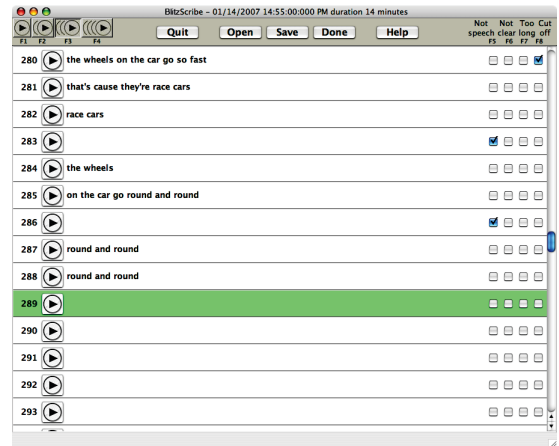 BlitzScribe - 01/14/2007 14:55:00:000 PM duration 14 minutes
F1 F2 F3 F4
Quit Open Save Done Help
Not Not Too Cut
speech clear long off
F5 F6 F7 F8
280 the wheels on the car go so fast
281 that's cause they're race cars
282 race cars
283
284 the wheels
285 on the car go round and round
286
287 round and round
288 round and round
289
290
291
292
293